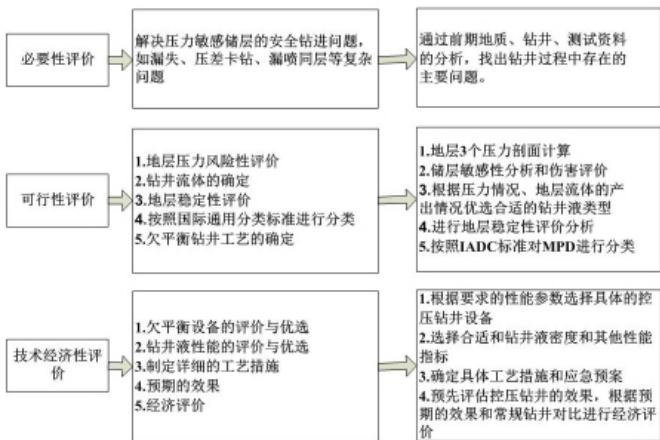 必要性评价
解决压力敏感储层的安全钻进问题，
如漏失、压差卡钻、漏喷同层等复杂
问题
通过前期地质、钻井、测试资料
的分析，找出钻井过程中存在的
主要问题。
可行性评价
1.地层压力风险性评价
2.钻井流体的确定
3.地层稳定性评价
4.按照国际通用分类标准进行分类
5.欠平衡钻井工艺的确定
1.地层3个压力剖面计算
2.储层敏感性分析和伤害评价
3.根据压力情况、地层流体的产
出情况优选合适的钻井液类型
4.进行地层稳定性评价分析
5.按照IADC标准对MPD进行分类
技术经济性评
价
1.欠平衡设备的评价与优选
2.钻井液性能的评价与优选
3.制定详细的工艺措施
4.预期的效果
5.经济评价
1.根据要求的性能参数选择具体的控
压钻井设备
2.选择合适和钻井液密度和其他性能
指标
3.确定具体工艺措施和应急预案
4.预先评估控压钻井的效果，根据预
期的效果和常规钻井对比进行经济评
价